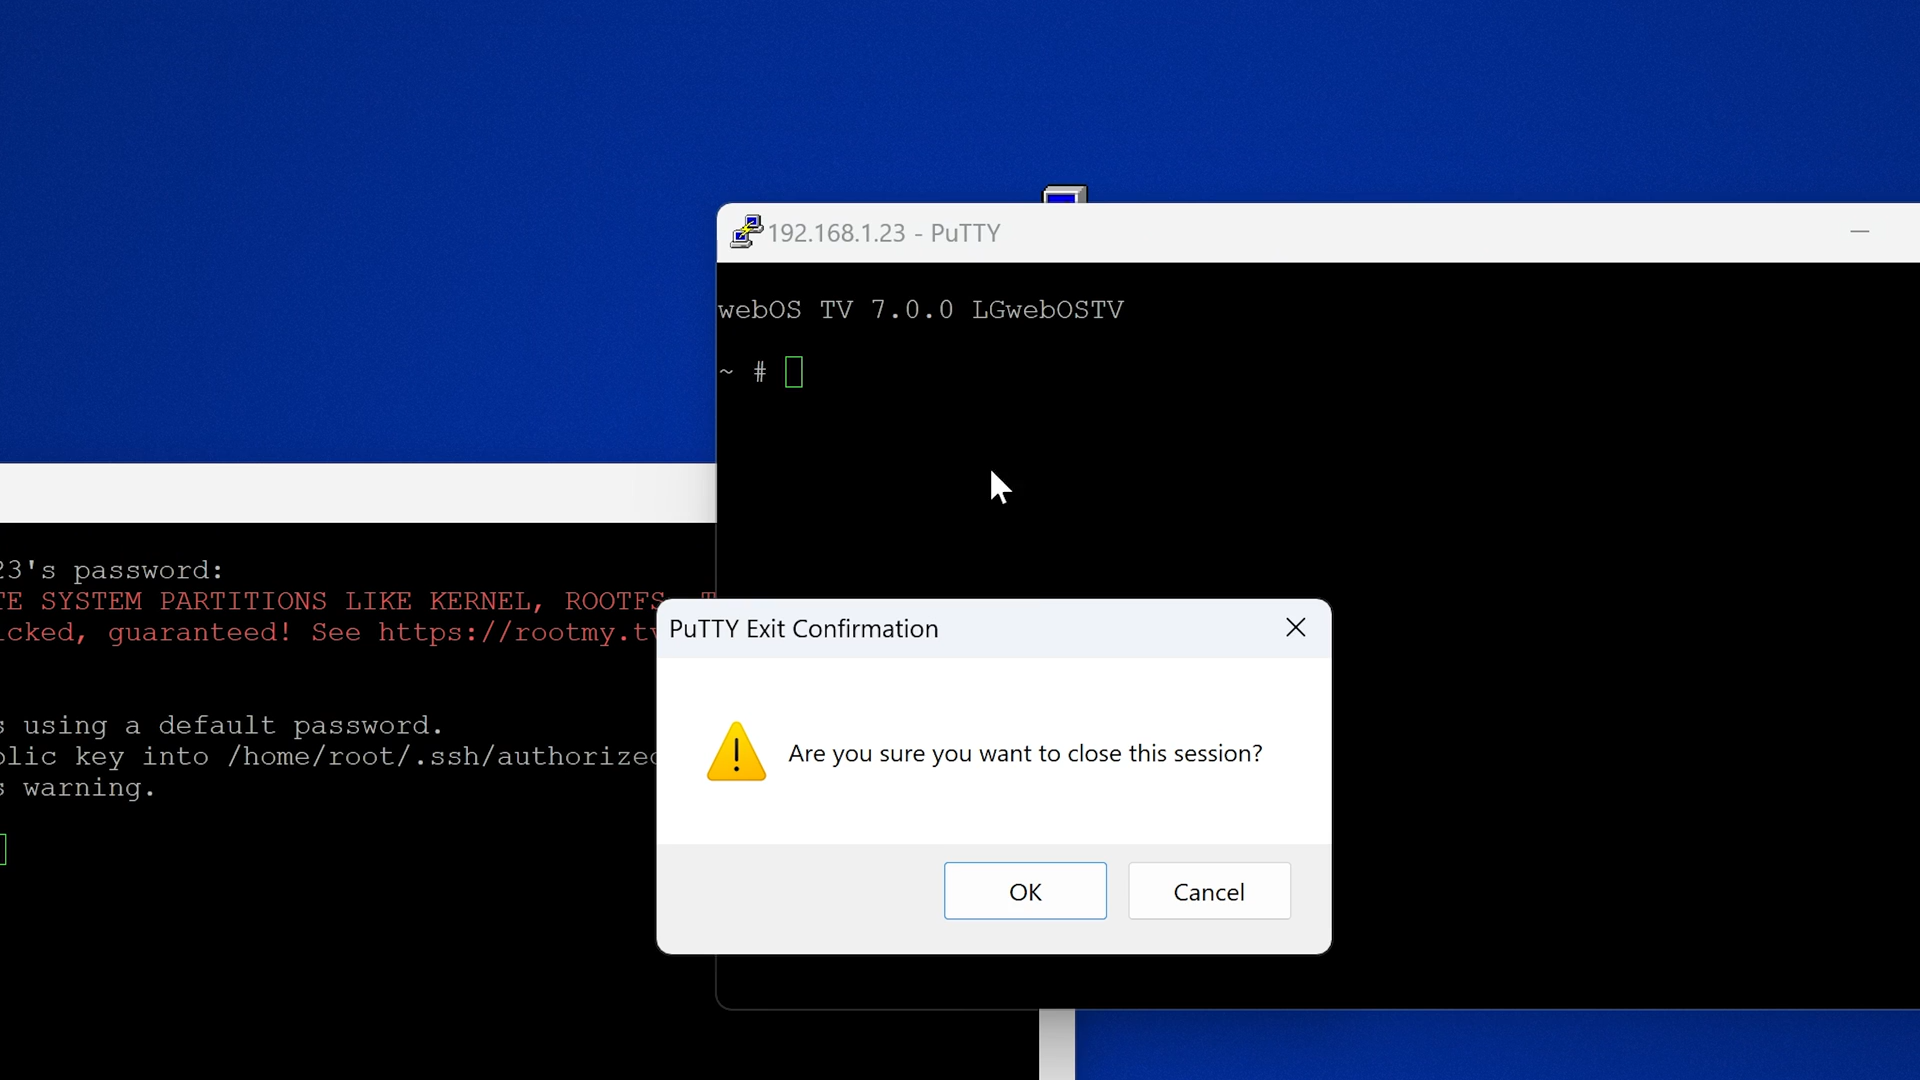 192.168.1.23 - PuTTY
webOS TV 7.0.0 LGwebOSTV
~ #
23's password:
TE SYSTEM PARTITIONS LIKE KERNEL, ROOTFS, T
icked, guaranteed! See https://rootmy.tv
s using a default password.
blic key into /home/root/.ssh/authorized
s warning.
PuTTY Exit Confirmation
Are you sure you want to close this session?
OK
Cancel